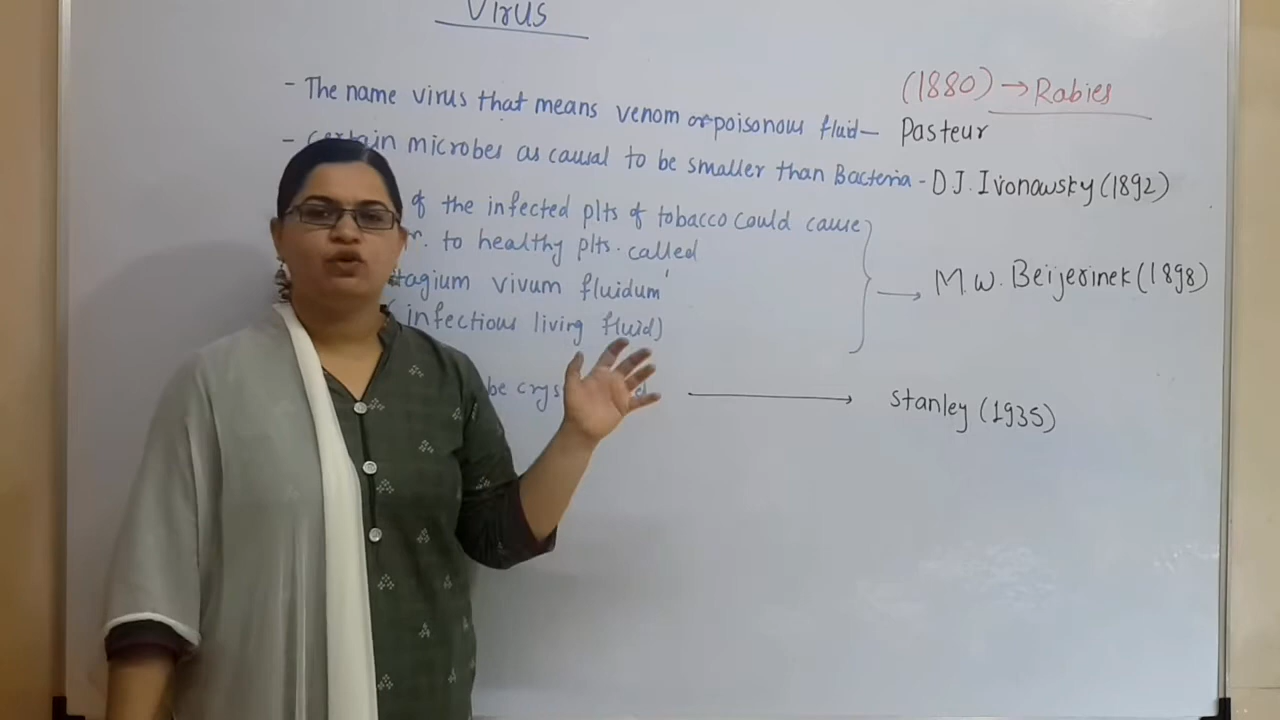 Virus
(1880) → Rabies
- The name virus that means venom or poisonous fluid — Pasteur
- Certain microbes as causal to be smaller than Bacteria - D.J. Ivonowsky (1892)
of the infected plts of tobacco could cause
to healthy plts. called
tagium vivum fluidum'
→ M.W. Beijerinek (1898)
(infectious living fluid)
be → Stanley (1935)